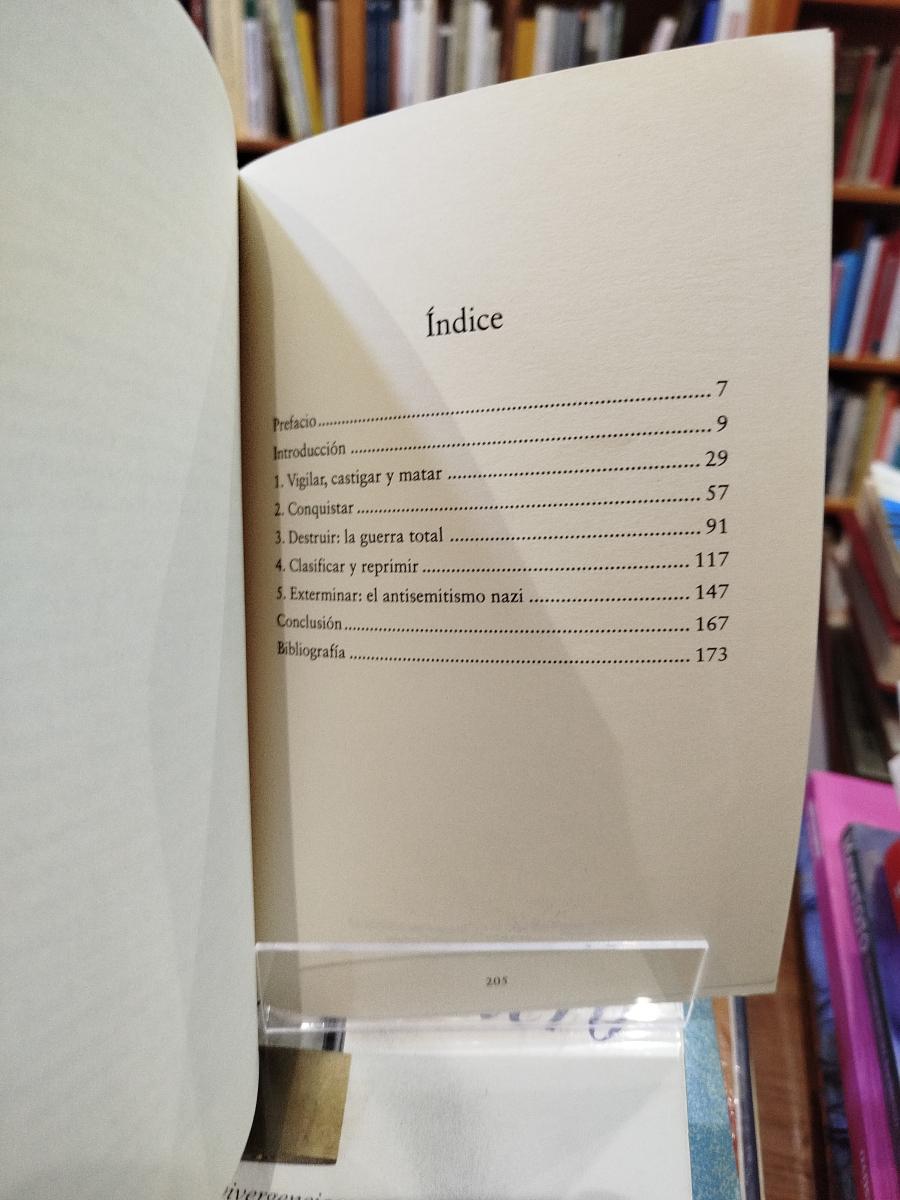 Índice
Prefacio........................................................................ 7
Introducción .................................................................. 9
1. Vigilar, castigar y matar ............................................. 29
2. Conquistar ............................................................... 57
3. Destruir: la guerra total ............................................. 91
4. Clasificar y reprimir ................................................. 117
5. Exterminar: el antisemitismo nazi .............................. 147
Conclusión .................................................................. 167
Bibliografía ................................................................. 173
205